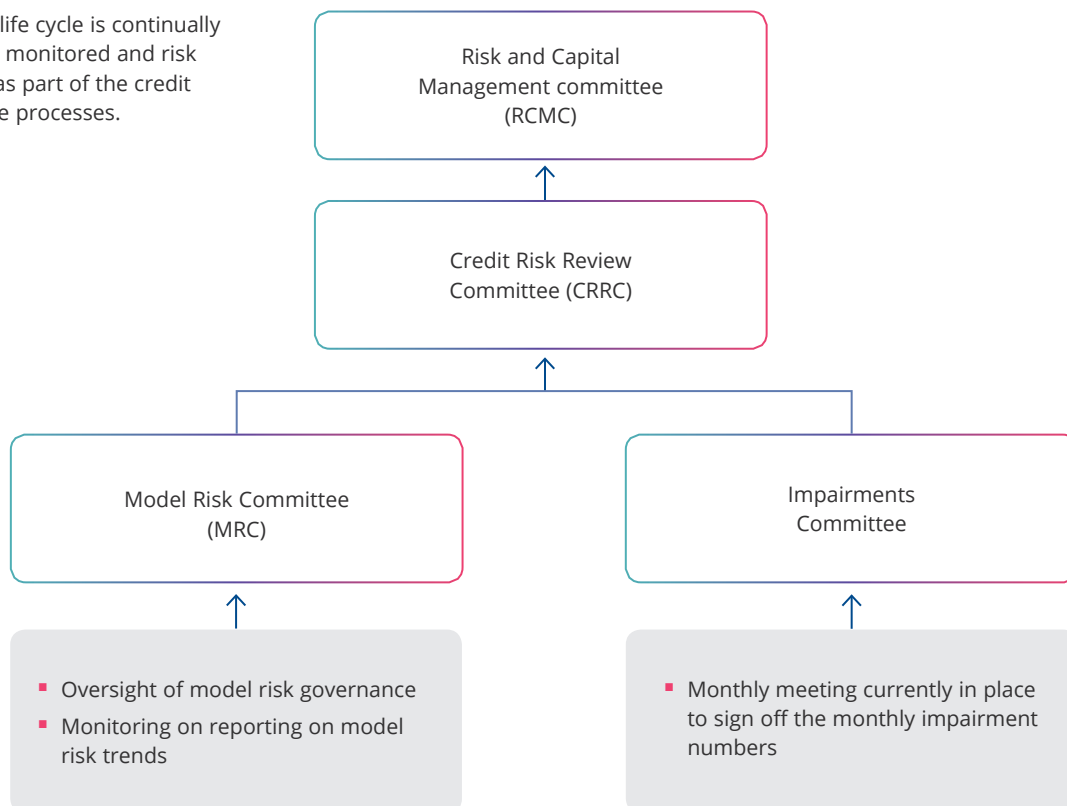 life cycle is continually
monitored and risk
as part of the credit
e processes.
Risk and Capital
Management committee
(RCMC)
Credit Risk Review
Committee (CRRC)
Model Risk Committee
(MRC)
Impairments
Committee
▪ Oversight of model risk governance
▪ Monitoring on reporting on model
risk trends
▪ Monthly meeting currently in place
to sign off the monthly impairment
numbers